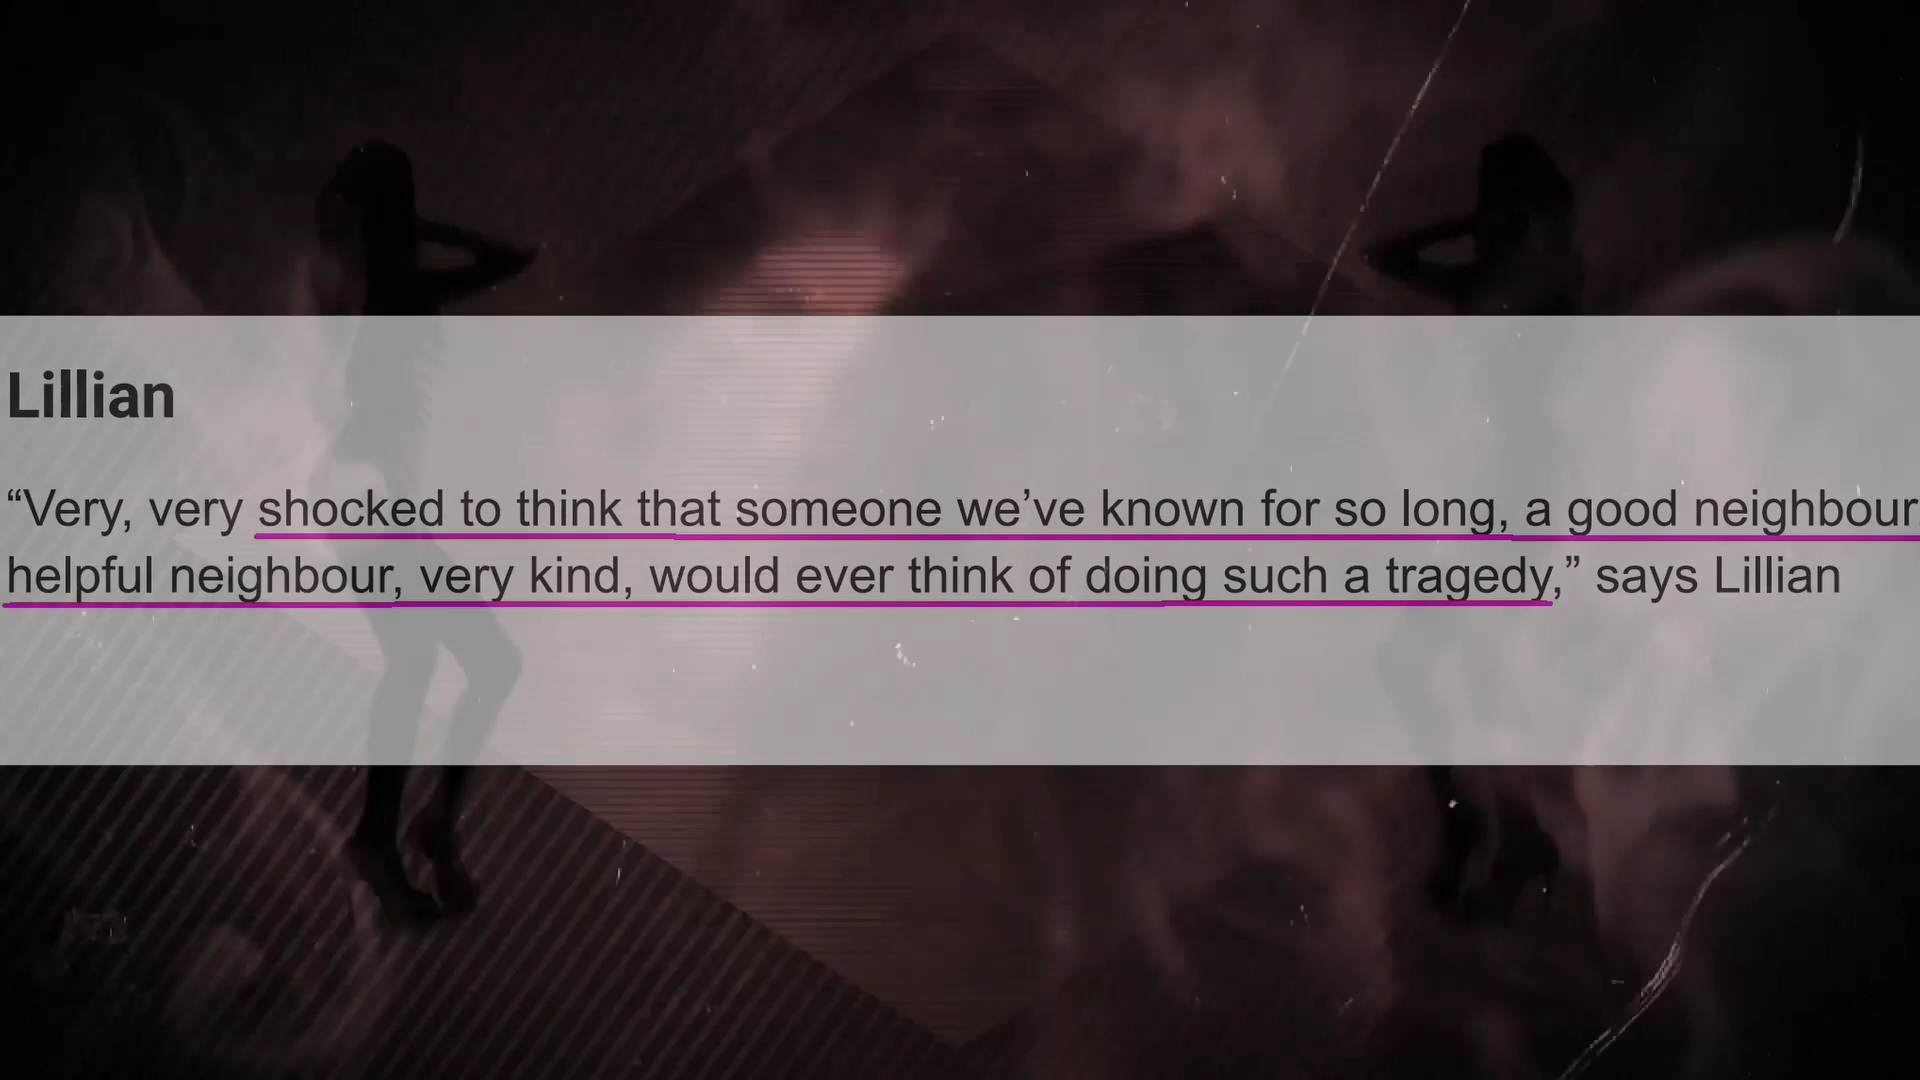 Lillian
“Very, very shocked to think that someone we’ve known for so long, a good neighbour
helpful neighbour, very kind, would ever think of doing such a tragedy,” says Lillian